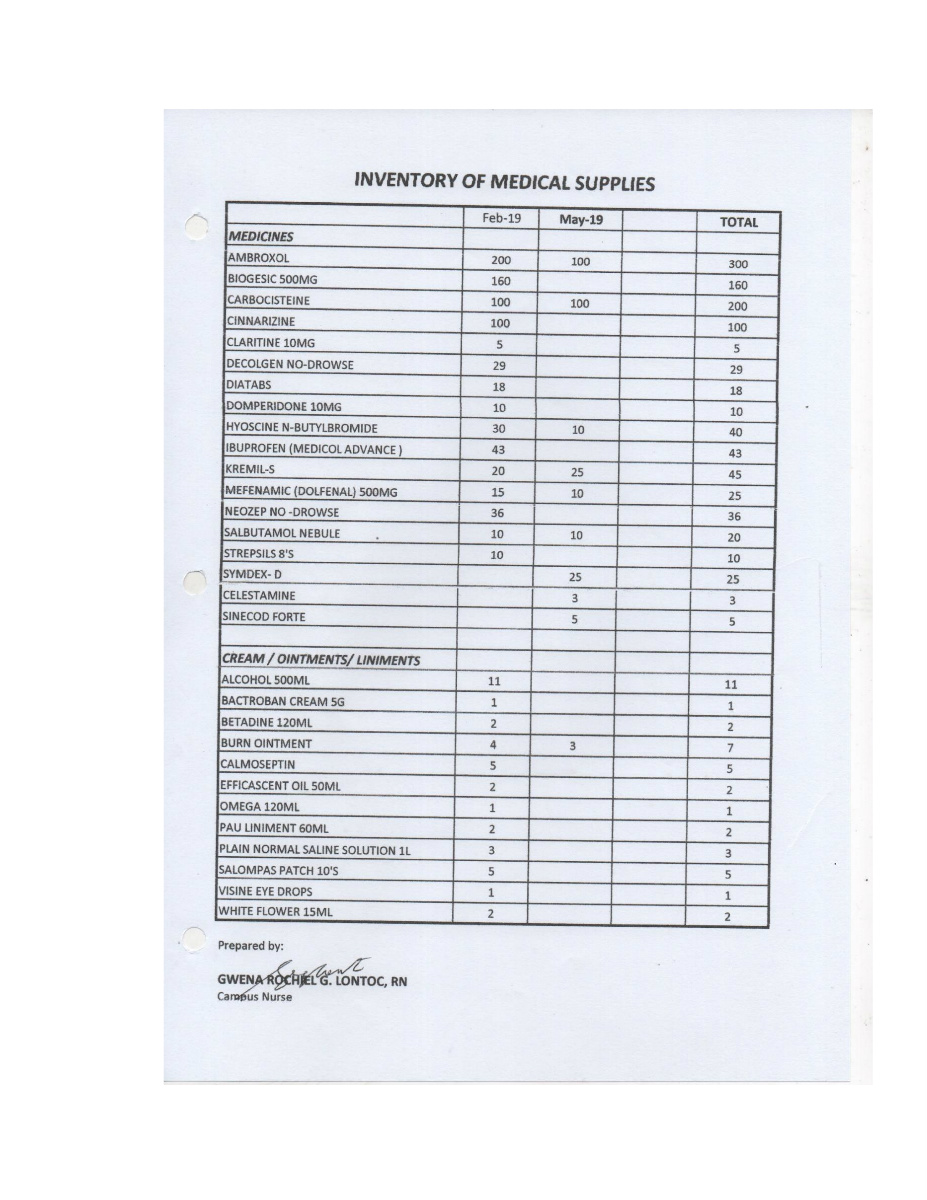 INVENTORY OF MEDICAL SUPPLIES
Feb-19 May-19 TOTAL
MEDICINES
AMBROXOL 200 100 300
BIOGESIC 500MG 160 160
CARBOCISTEINE 100 100 200
CINNARIZINE 100 100
CLARITINE 10MG 5 5
DECOLGEN NO-DROWSE 29 29
DIATABS 18 18
DOMPERIDONE 10MG 10 10
HYOSCINE N-BUTYLBROMIDE 30 10 40
IBUPROFEN (MEDICOL ADVANCE ) 43 43
KREMIL-S 20 25 45
MEFENAMIC (DOLFENAL) 500MG 15 10 25
NEOZEP NO -DROWSE 36 36
SALBUTAMOL NEBULE 10 10 20
STREPSILS 8'S 10 10
SYMDEX- D 25 25
CELESTAMINE 3 3
SINECOD FORTE 5 5
CREAM / OINTMENTS/ LINIMENTS
ALCOHOL 500ML 11 11
BACTROBAN CREAM 5G 1 1
BETADINE 120ML 2 2
BURN OINTMENT 4 3 7
CALMOSEPTIN 5 5
EFFICASCENT OIL 50ML 2 2
OMEGA 120ML 1 1
PAU LINIMENT 60ML 2 2
PLAIN NORMAL SALINE SOLUTION 1L 3 3
SALOMPAS PATCH 10'S 5 5
VISINE EYE DROPS 1 1
WHITE FLOWER 15ML 2 2
Prepared by:
GWENA ROCHIEL G. LONTOC, RN
Campus Nurse